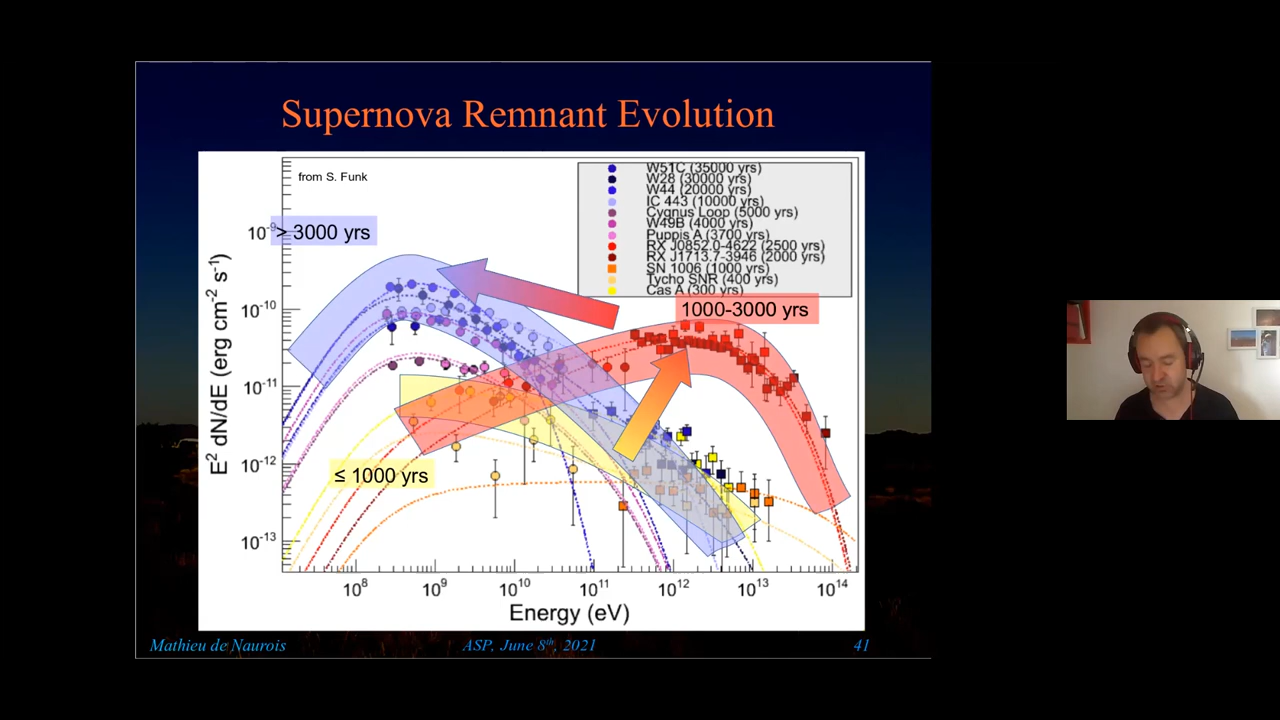 Supernova Remnant Evolution
from S. Funk
W51C (35000 yrs)
W28 (30000 yrs)
W44 (20000 yrs)
IC 443 (10000 yrs)
Cygnus Loop (5000 yrs)
W49B (4000 yrs)
Puppis A (3700 yrs)
RX J0852.0-4622 (2500 yrs)
RX J1713.7-3946 (2000 yrs)
SN 1006 (1000 yrs)
Tycho SNR (400 yrs)
Cas A (300 yrs)
> 3000 yrs
1000-3000 yrs
≤ 1000 yrs
E² dN/dE (erg cm⁻² s⁻¹)
10⁻⁹
10⁻¹⁰
10⁻¹¹
10⁻¹²
10⁻¹³
10⁸ 10⁹ 10¹⁰ 10¹¹ 10¹² 10¹³ 10¹⁴
Energy (eV)
Mathieu de Naurois ASP, June 8th, 2021 41